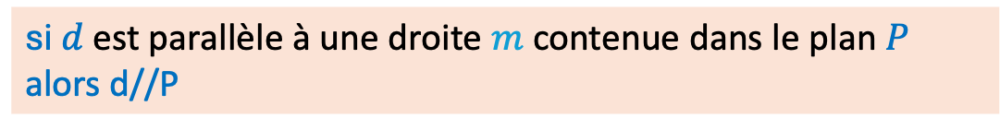 si d est parallèle à une droite m contenue dans le plan P
alors d//P